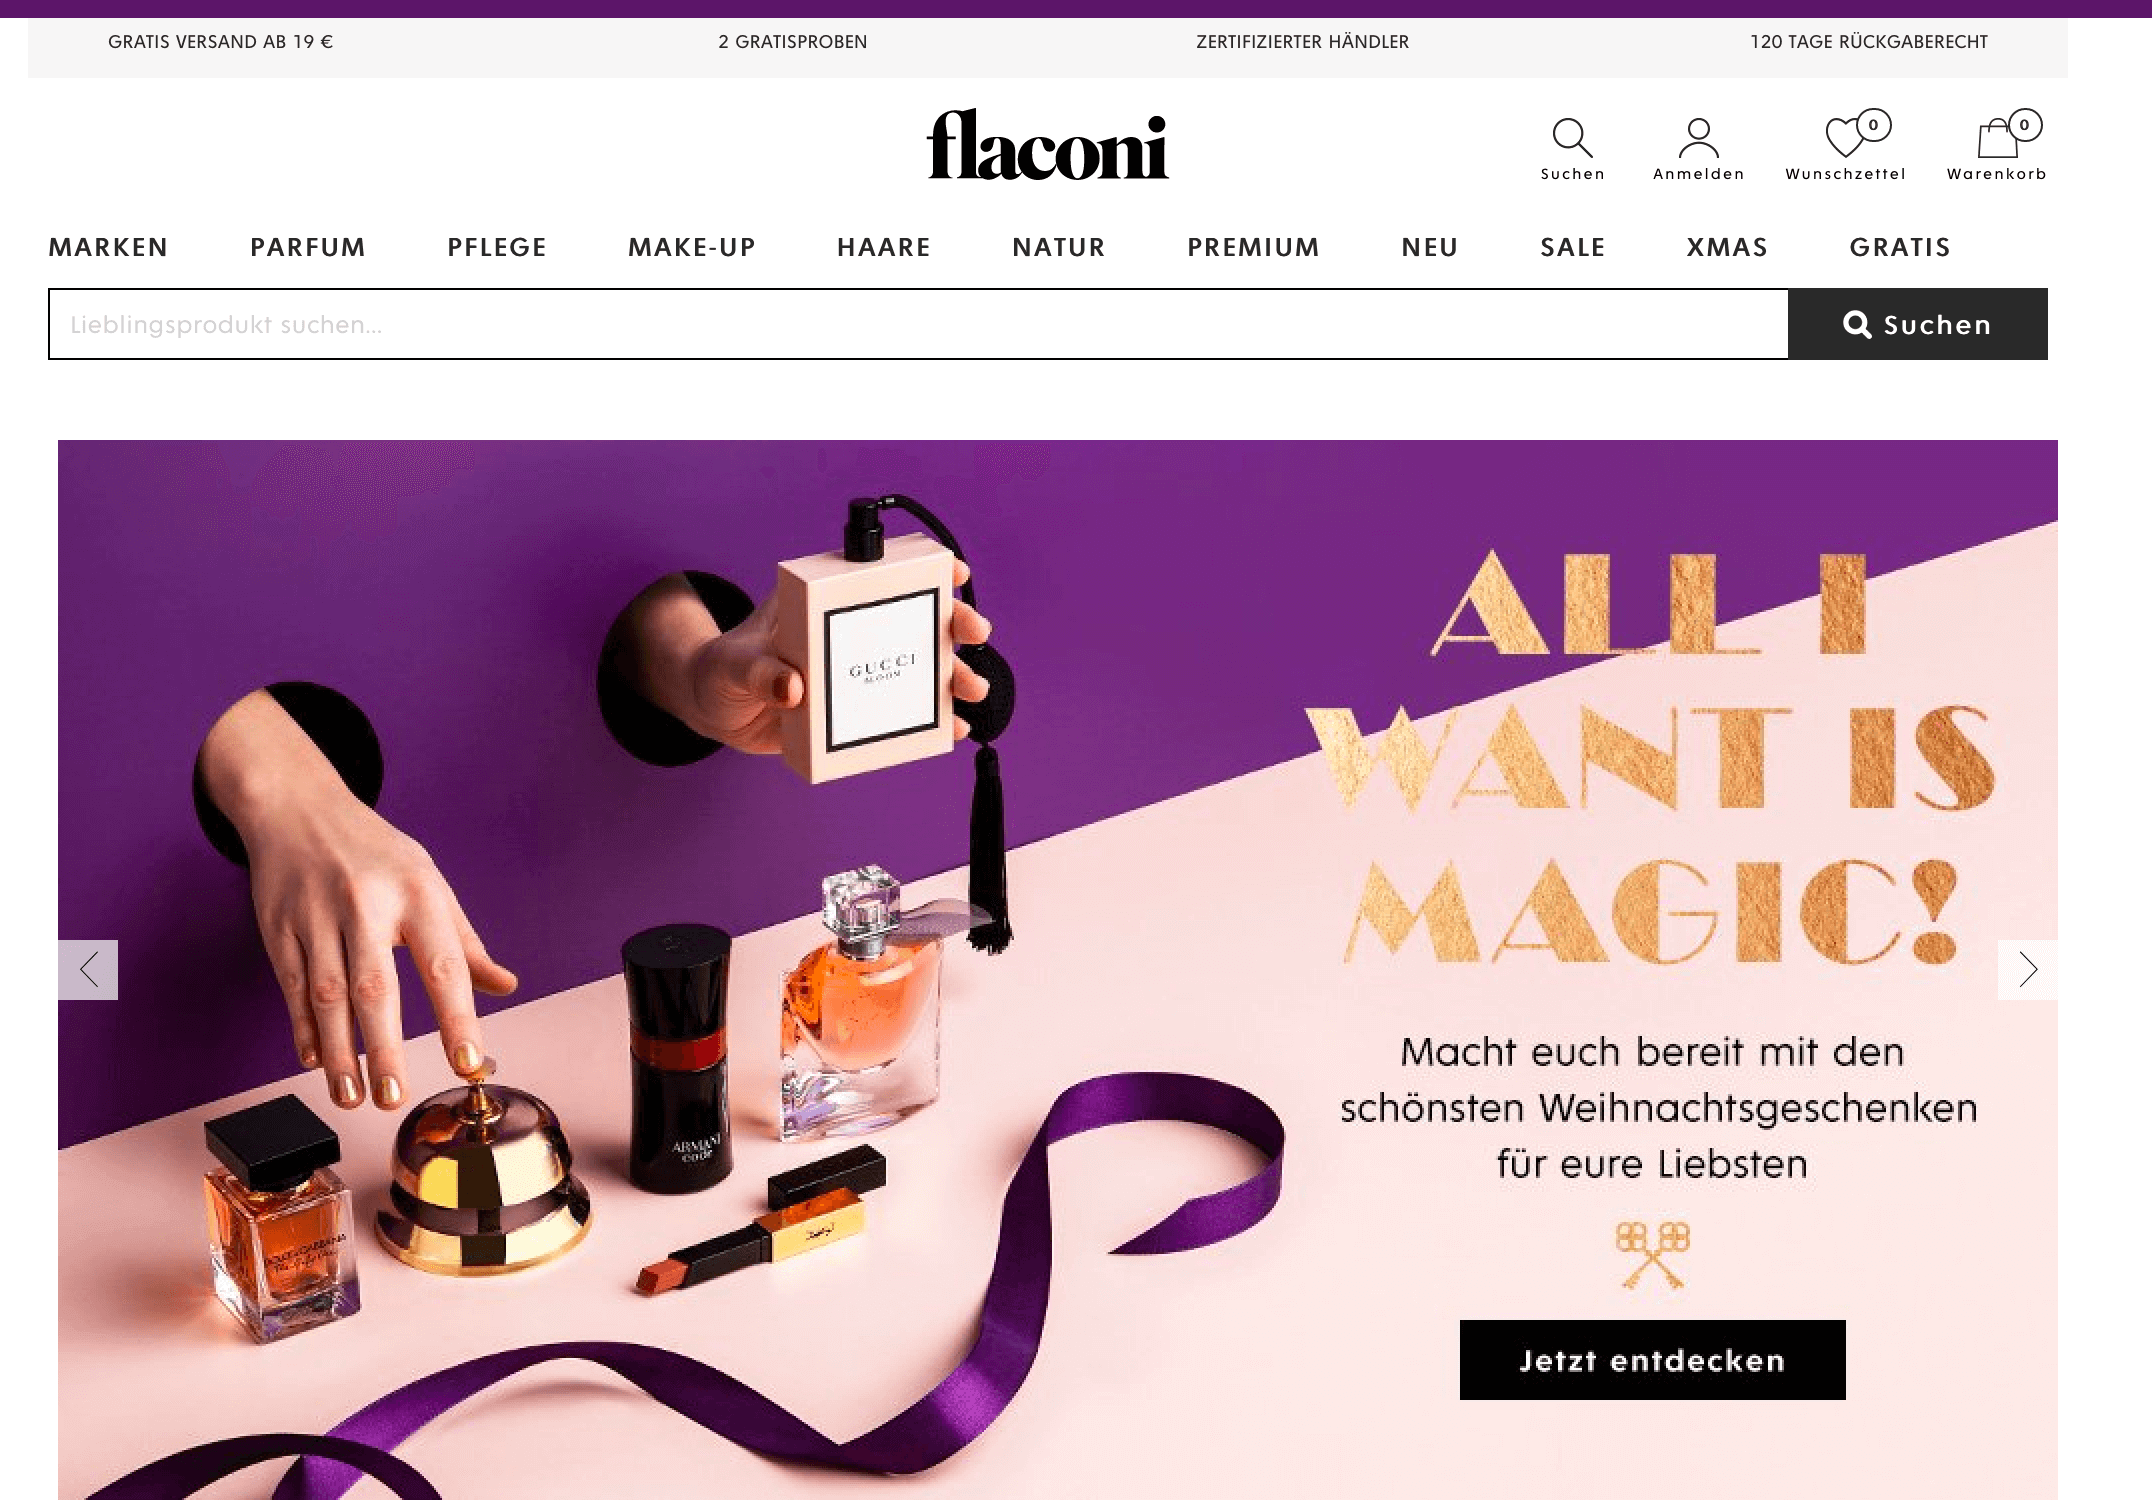 GRATIS VERSAND AB 19 € 2 GRATISPROBEN ZERTIFIZIERTER HÄNDLER 120 TAGE RÜCKGABERECHT
flaconi
0 0
Suchen Anmelden Wunschzettel Warenkorb
MARKEN PARFUM PFLEGE MAKE-UP HAARE NATUR PREMIUM NEU SALE XMAS GRATIS
Lieblingsprodukt suchen...
Suchen
GUCCI
BLOOM
ALL I
WANT IS
MAGIC!
Macht euch bereit mit den
schönsten Weihnachtsgeschenken
für eure Liebsten
ARMANI
code
DOLCE & GABBANA
Jetzt entdecken